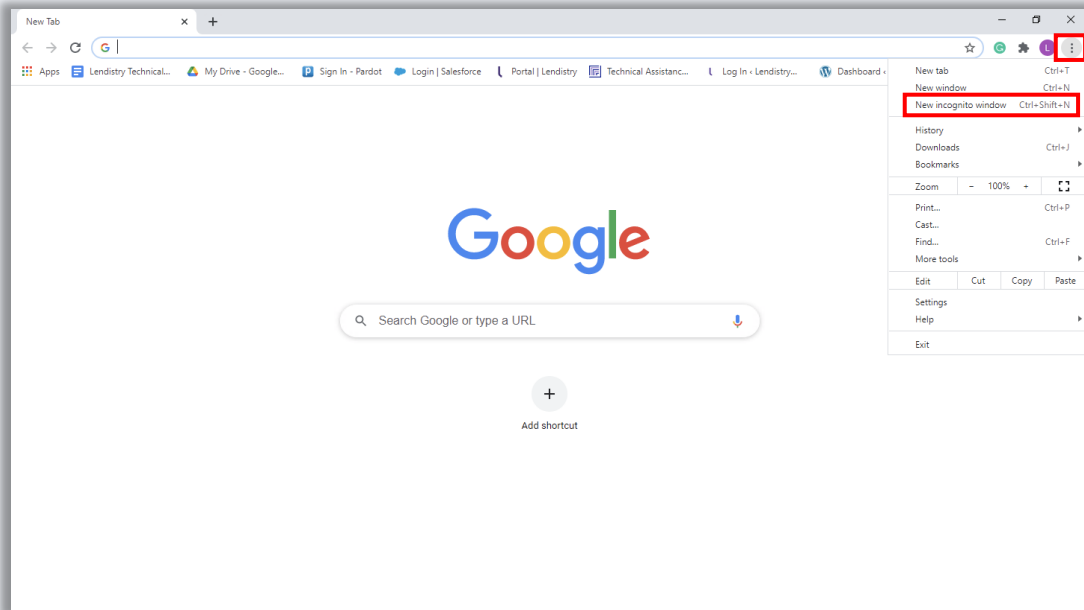 New Tab
Apps Lendistry Technical... My Drive - Google... Sign In - Pardot Login | Salesforce Portal | Lendistry Technical Assistanc... Log In ‹ Lendistry... Dashboard ‹
L
New tab Ctrl+T
New window Ctrl+N
New incognito window Ctrl+Shift+N
History
Downloads Ctrl+J
Bookmarks
Zoom - 100% +
Print... Ctrl+P
Cast...
Find... Ctrl+F
More tools
Edit Cut Copy Paste
Settings
Help
Exit
Google
Search Google or type a URL
Add shortcut